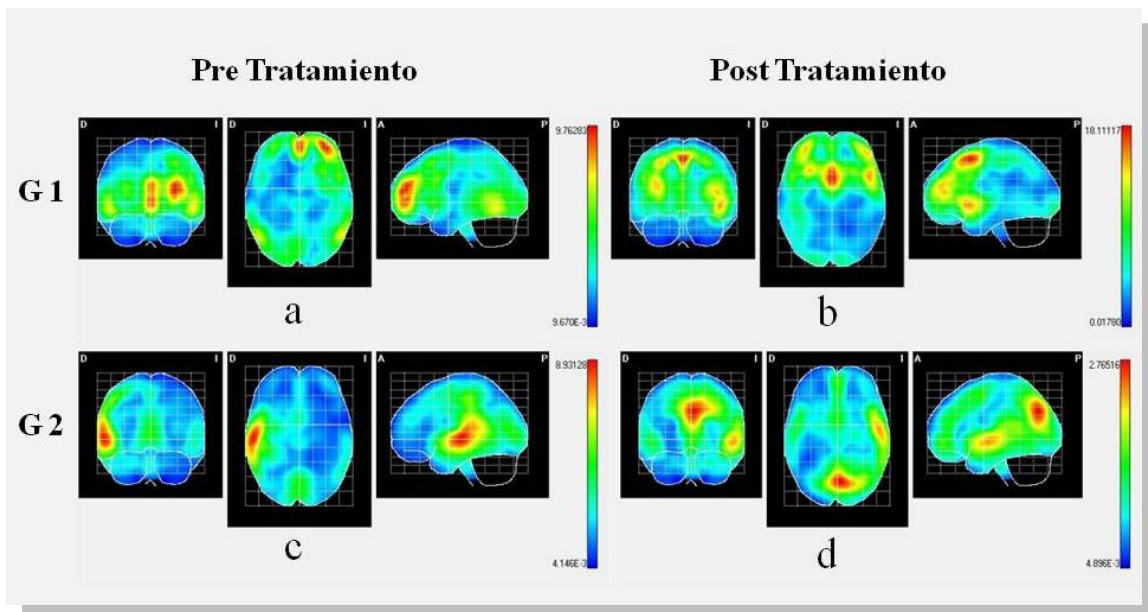 Pre Tratamiento
Post Tratamiento
G 1
D I
D I
A P
9.76283
9.670E-3
a
D I
D I
A P
18.11117
0.01780
b
G 2
D I
D I
A P
8.93128
4.146E-3
c
D I
D I
A P
2.76516
4.896E-3
d